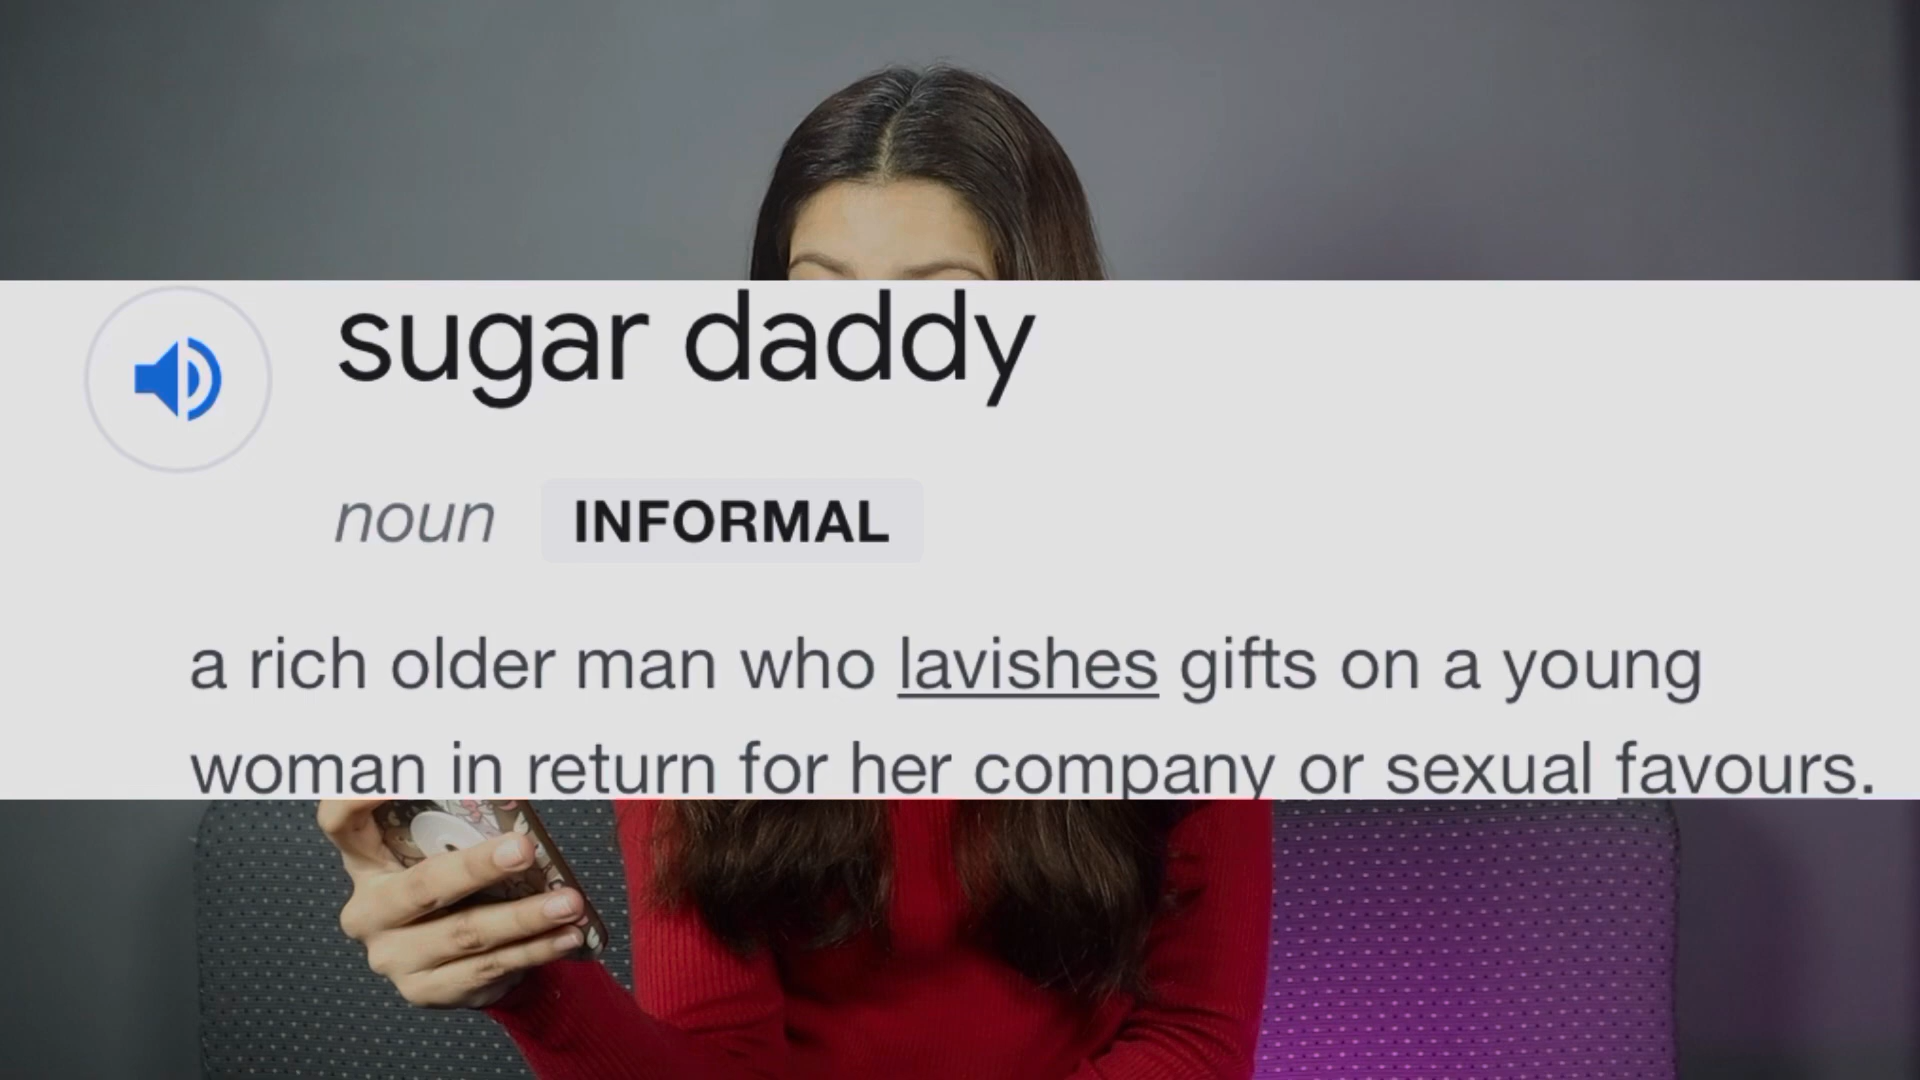 sugar daddy
noun INFORMAL
a rich older man who lavishes gifts on a young
woman in return for her company or sexual favours.